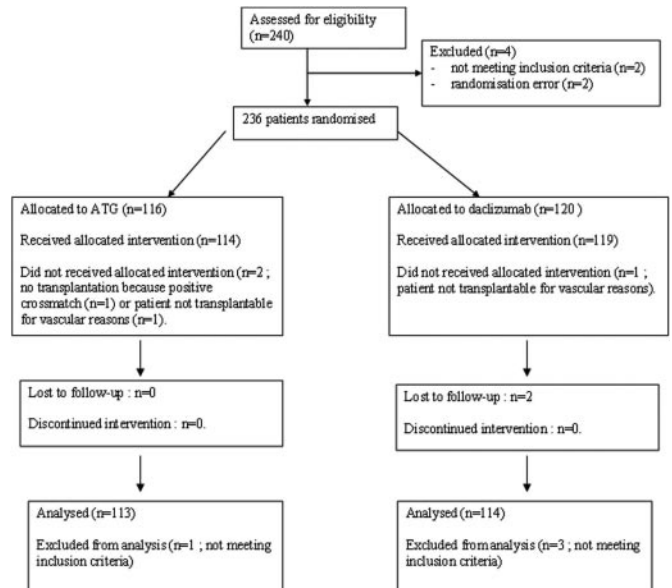 Assessed for eligibility
(n=240)
Excluded (n=4)
- not meeting inclusion criteria (n=2)
- randomisation error (n=2)
236 patients randomised
Allocated to ATG (n=116)
Received allocated intervention (n=114)
Did not received allocated intervention (n=2 ;
no transplantation because positive
crossmatch (n=1) or patient not transplantable
for vascular reasons (n=1).
Allocated to daclizumab (n=120 )
Received allocated intervention (n=119)
Did not received allocated intervention (n=1 ;
patient not transplantable for vascular reasons).
Lost to follow-up : n=0
Discontinued intervention : n=0.
Lost to follow-up : n=2
Discontinued intervention : n=0.
Analysed (n=113)
Excluded from analysis (n=1 ; not meeting
inclusion criteria)
Analysed (n=114)
Excluded from analysis (n=3 ; not meeting
inclusion criteria)